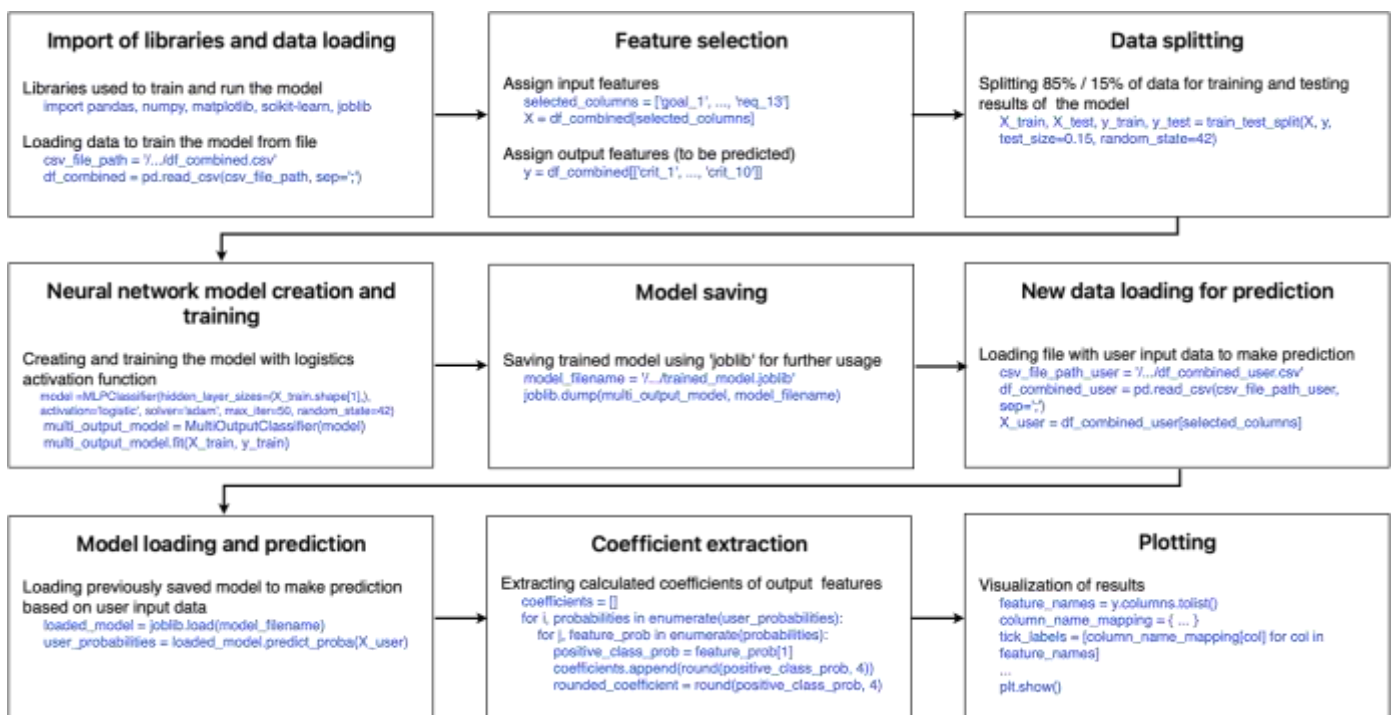 Import of libraries and data loading
Libraries used to train and run the model
import pandas, numpy, matplotlib, scikit-learn, joblib
Loading data to train the model from file
csv_file_path = '/.../df_combined.csv'
df_combined = pd.read_csv(csv_file_path, sep=';')
Feature selection
Assign input features
selected_columns = ['goal_1', ..., 'req_13']
X = df_combined[selected_columns]
Assign output features (to be predicted)
y = df_combined[['crit_1', ..., 'crit_10']]
Data splitting
Splitting 85% / 15% of data for training and testing
results of the model
X_train, X_test, y_train, y_test = train_test_split(X, y,
test_size=0.15, random_state=42)
Neural network model creation and
training
Creating and training the model with logistics
activation function
model =MLPClassifier(hidden_layer_sizes=(X_train.shape[1],),
activation='logistic', solver='adam', max_iter=50, random_state=42)
multi_output_model = MultiOutputClassifier(model)
multi_output_model.fit(X_train, y_train)
Model saving
Saving trained model using 'joblib' for further usage
model_filename = '/.../trained_model.joblib'
joblib.dump(multi_output_model, model_filename)
New data loading for prediction
Loading file with user input data to make prediction
csv_file_path_user = '/.../df_combined_user.csv'
df_combined_user = pd.read_csv(csv_file_path_user,
sep=';')
X_user = df_combined_user[selected_columns]
Model loading and prediction
Loading previously saved model to make prediction
based on user input data
loaded_model = joblib.load(model_filename)
user_probabilities = loaded_model.predict_proba(X_user)
Coefficient extraction
Extracting calculated coefficients of output features
coefficients = []
for i, probabilities in enumerate(user_probabilities):
for j, feature_prob in enumerate(probabilities):
positive_class_prob = feature_prob[1]
coefficients.append(round(positive_class_prob, 4))
rounded_coefficient = round(positive_class_prob, 4)
Plotting
Visualization of results
feature_names = y.columns.tolist()
column_name_mapping = { ... }
tick_labels = [column_name_mapping[col] for col in
feature_names]
...
plt.show()